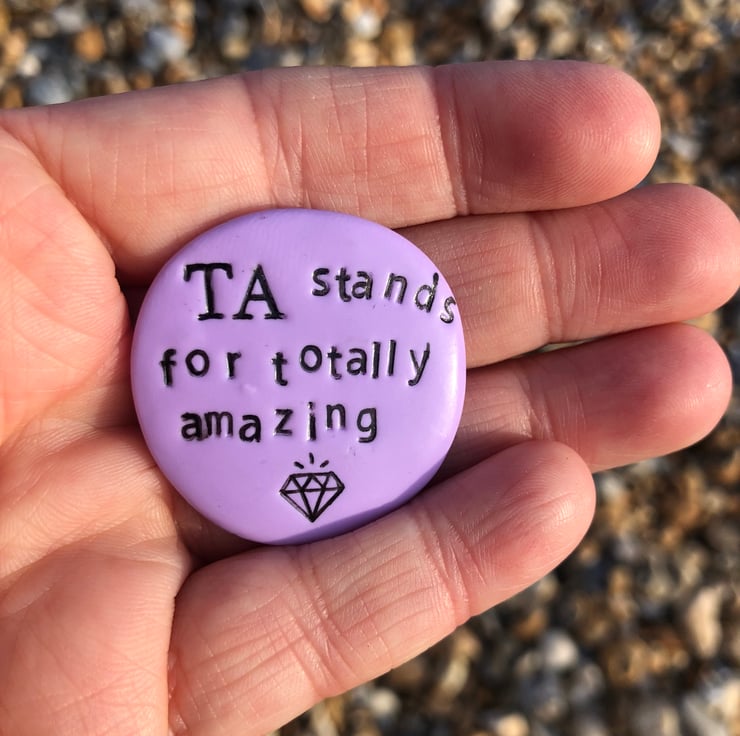 TA stands
for totally
amazing